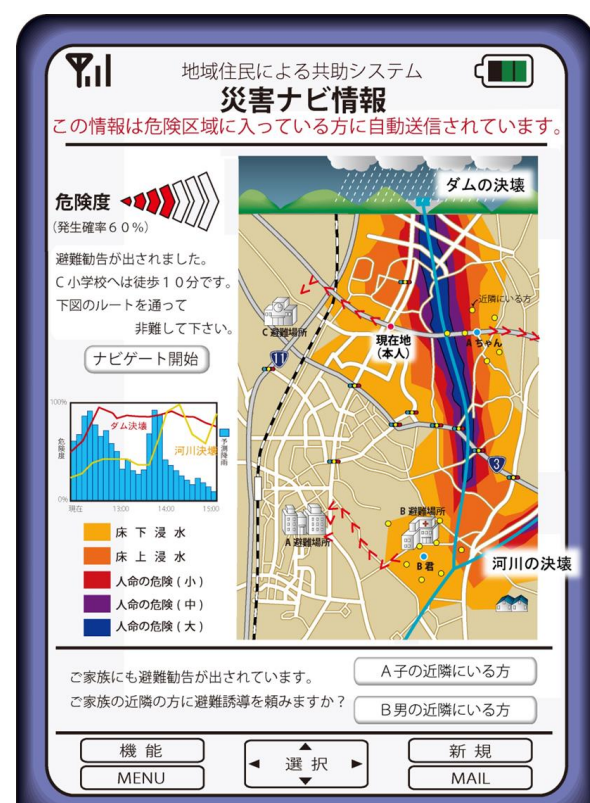 地域住民による共助システム
災害ナビ情報
この情報は危険区域に入っている方に自動送信されています。
危険度
(発生確率60%)
避難勧告が出されました。
C小学校へは徒歩10分です。
下図のルートを通って
非難して下さい。
ナビゲート開始
ダムの決壊
近隣にいる方
C避難場所
現在地
(本人)
Aちゃん
11
3
B避難場所
A避難場所
B君
河川の決壊
100%
ダム決壊
危険度
河川決壊
予測降雨
0%
現在
13:00
14:00
15:00
床下浸水
床上浸水
人命の危険(小)
人命の危険(中)
人命の危険(大)
ご家族にも避難勧告が出されています。
ご家族の近隣の方に避難誘導を頼みますか?
A子の近隣にいる方
B男の近隣にいる方
機能
選択
新規
MENU
MAIL